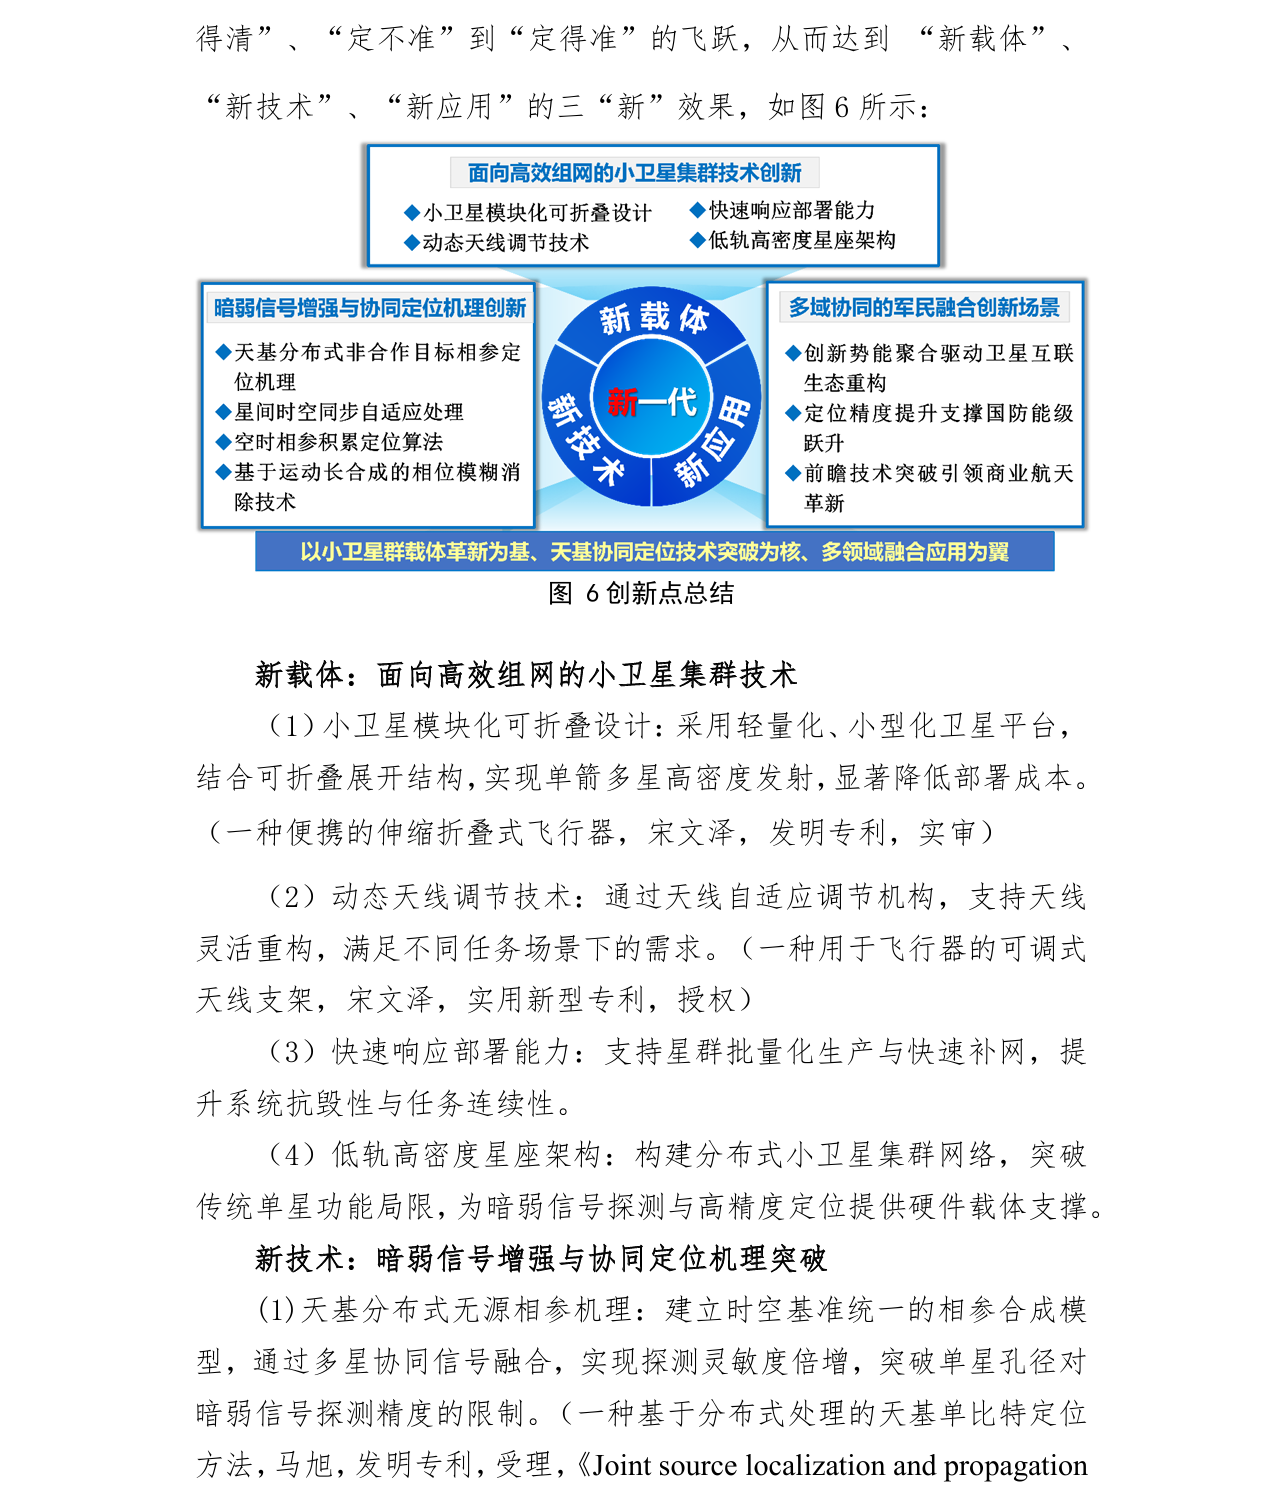 得清”、“定不准”到“定得准”的飞跃，从而达到 “新载体”、
“新技术”、“新应用”的三“新”效果，如图 6 所示：
面向高效组网的小卫星集群技术创新
◆小卫星模块化可折叠设计
◆快速响应部署能力
◆动态天线调节技术
◆低轨高密度星座架构
暗弱信号增强与协同定位机理创新
◆天基分布式非合作目标相参定
位机理
◆星间时空同步自适应处理
◆空时相参积累定位算法
◆基于运动长合成的相位模糊消
除技术
新载体
新一代
新技术
新应用
多域协同的军民融合创新场景
◆创新势能聚合驱动卫星互联
生态重构
◆定位精度提升支撑国防能级
跃升
◆前瞻技术突破引领商业航天
革新
以小卫星群载体革新为基、天基协同定位技术突破为核、多领域融合应用为翼
图 6 创新点总结
新载体：面向高效组网的小卫星集群技术
（1）小卫星模块化可折叠设计：采用轻量化、小型化卫星平台，
结合可折叠展开结构，实现单箭多星高密度发射，显著降低部署成本。
（一种便携的伸缩折叠式飞行器，宋文泽，发明专利，实审）
（2）动态天线调节技术：通过天线自适应调节机构，支持天线
灵活重构，满足不同任务场景下的需求。（一种用于飞行器的可调式
天线支架，宋文泽，实用新型专利，授权）
（3）快速响应部署能力：支持星群批量化生产与快速补网，提
升系统抗毁性与任务连续性。
（4）低轨高密度星座架构：构建分布式小卫星集群网络，突破
传统单星功能局限，为暗弱信号探测与高精度定位提供硬件载体支撑。
新技术：暗弱信号增强与协同定位机理突破
(1)天基分布式无源相参机理：建立时空基准统一的相参合成模
型，通过多星协同信号融合，实现探测灵敏度倍增，突破单星孔径对
暗弱信号探测精度的限制。（一种基于分布式处理的天基单比特定位
方法，马旭，发明专利，受理，《Joint source localization and propagation